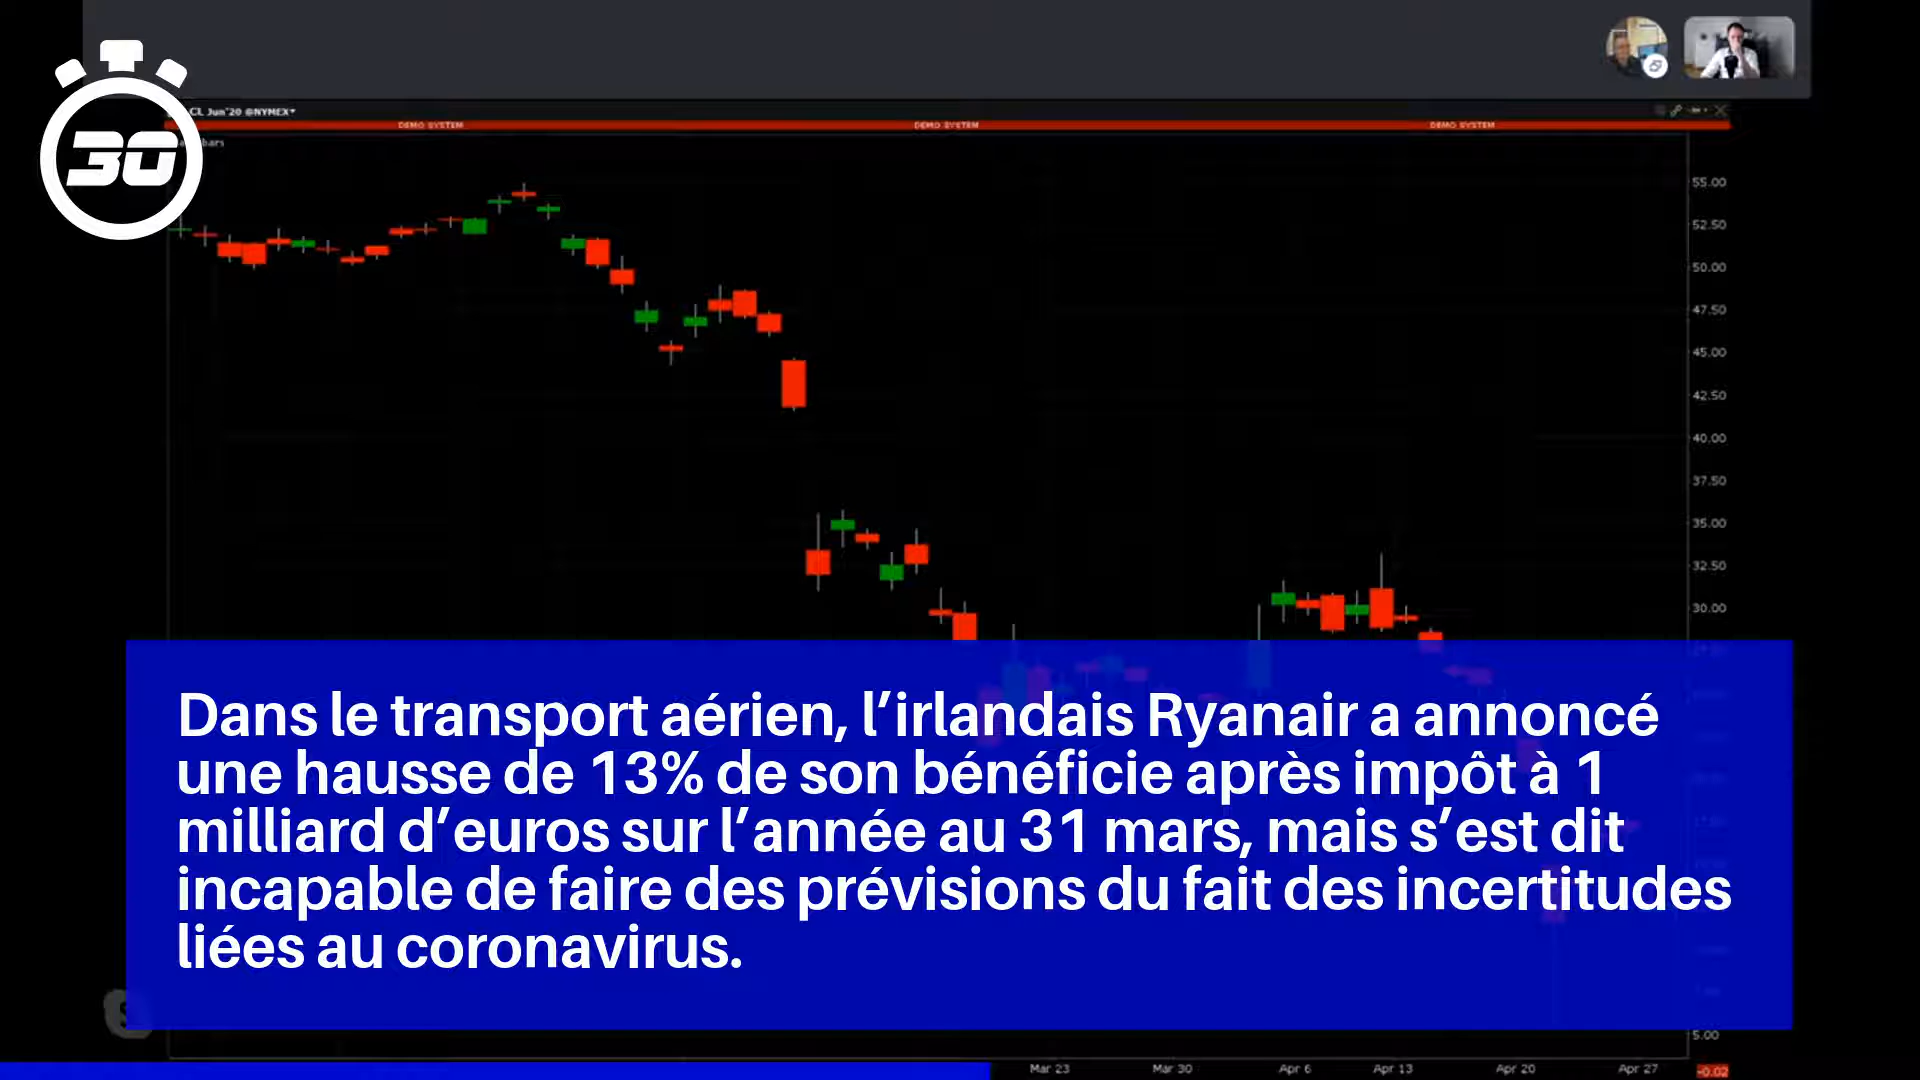 CL Jun'20 @NYMEX
DEMO SYSTEM
DEMO SYSTEM
DEMO SYSTEM
bars
30
55.00
52.50
50.00
47.50
45.00
42.50
40.00
37.50
35.00
32.50
30.00
Dans le transport aérien, l’irlandais Ryanair a annoncé
une hausse de 13% de son bénéficie après impôt à 1
milliard d’euros sur l’année au 31 mars, mais s’est dit
incapable de faire des prévisions du fait des incertitudes
liées au coronavirus.
5.00
Mar 23
Mar 30
Apr 6
Apr 13
Apr 20
Apr 27
-0.02